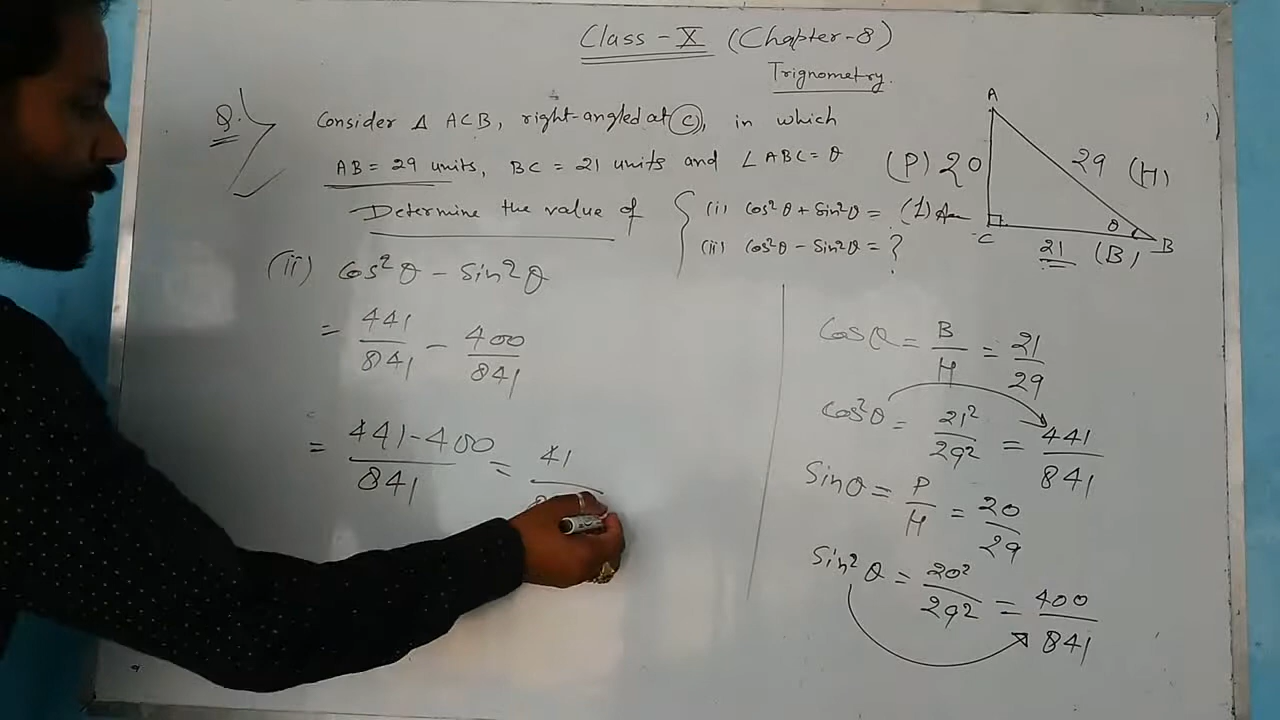 Class - X (Chapter-8)
Trignometry.
Q. Consider Δ ACB, right-angled at C, in which
AB = 29 units, BC = 21 units and ∠ABC = θ
Determine the value of
(i) Cos²θ + Sin²θ = (1) Ans
(ii) Cos²θ - Sin²θ = ?
A
(P) 20
29 (H)
θ
C
21 (B)
B
(ii) Cos²θ - Sin²θ
= 441/841 - 400/841
= 441-400/841 = 41/
Cosθ = B/H = 21/29
Cos²θ = 21²/29² = 441/841
Sinθ = P/H = 20/29
Sin²θ = 20²/29² = 400/841